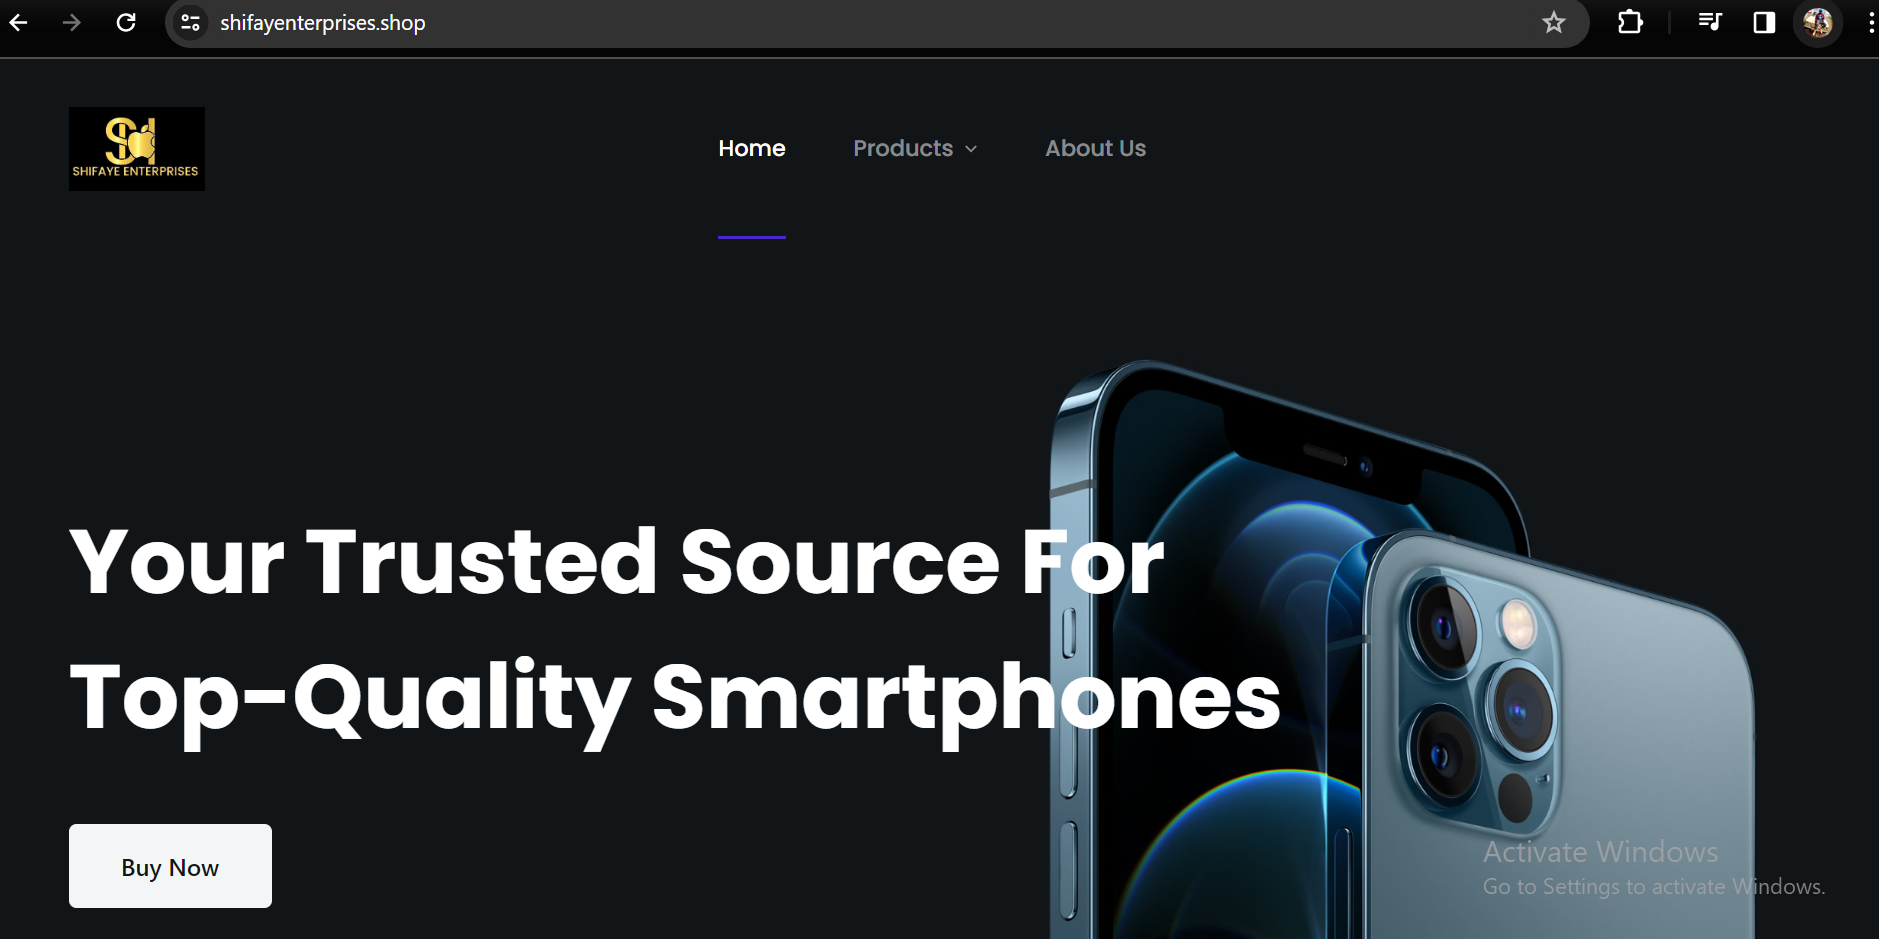 shifayenterprises.shop
SHIFAYE ENTERPRISES
Home
Products
About Us
Your Trusted Source For
Top-Quality Smartphones
Buy Now
Activate Windows
Go to Settings to activate Windows.